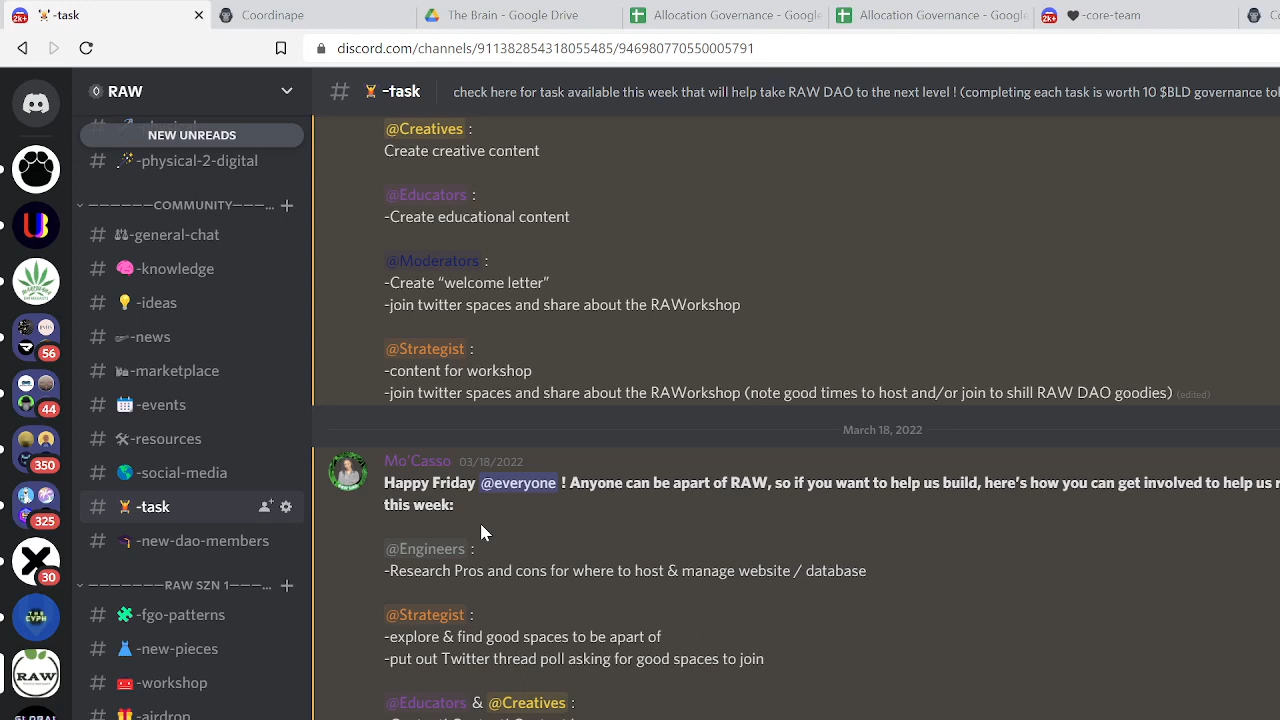 -task
Coordinape
The Brain - Google Drive
Allocation Governance - Google
Allocation Governance - Google
-core-team
discord.com/channels/911382854318055485/946980770550005791
RAW
NEW UNREADS
-physical-2-digital
COMMUNITY
-general-chat
-knowledge
-ideas
-news
-marketplace
-events
-resources
-social-media
-task
-new-dao-members
RAW SZN 1
-fgo-patterns
-new-pieces
-workshop
-airdrop
56
44
350
325
30
THE CYPH
RAW
GLOBAL
# -task
check here for task available this week that will help take RAW DAO to the next level ! (completing each task is worth 10 $BLD governance tol
@Creatives :
Create creative content
@Educators :
-Create educational content
@Moderators :
-Create “welcome letter”
-join twitter spaces and share about the RAWorkshop
@Strategist :
-content for workshop
-join twitter spaces and share about the RAWorkshop (note good times to host and/or join to shill RAW DAO goodies) (edited)
March 18, 2022
Mo'Casso 03/18/2022
Happy Friday @everyone ! Anyone can be apart of RAW, so if you want to help us build, here’s how you can get involved to help us r
this week:
@Engineers :
-Research Pros and cons for where to host & manage website / database
@Strategist :
-explore & find good spaces to be apart of
-put out Twitter thread poll asking for good spaces to join
@Educators & @Creatives :